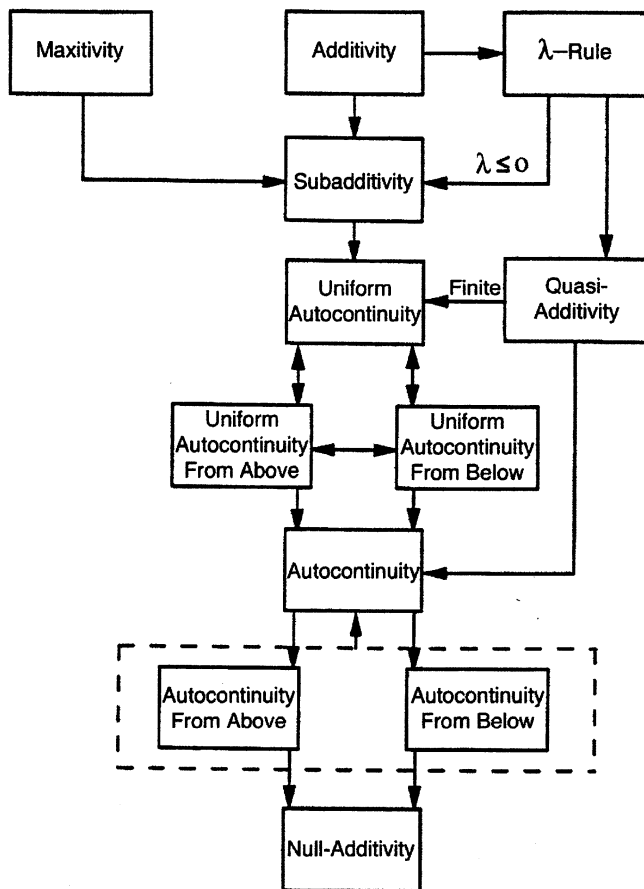 Maxitivity
Additivity
λ–Rule
Subadditivity
λ ≤ 0
Uniform
Autocontinuity
Finite
Quasi-
Additivity
Uniform
Autocontinuity
From Above
Uniform
Autocontinuity
From Below
Autocontinuity
Autocontinuity
From Above
Autocontinuity
From Below
Null-Additivity